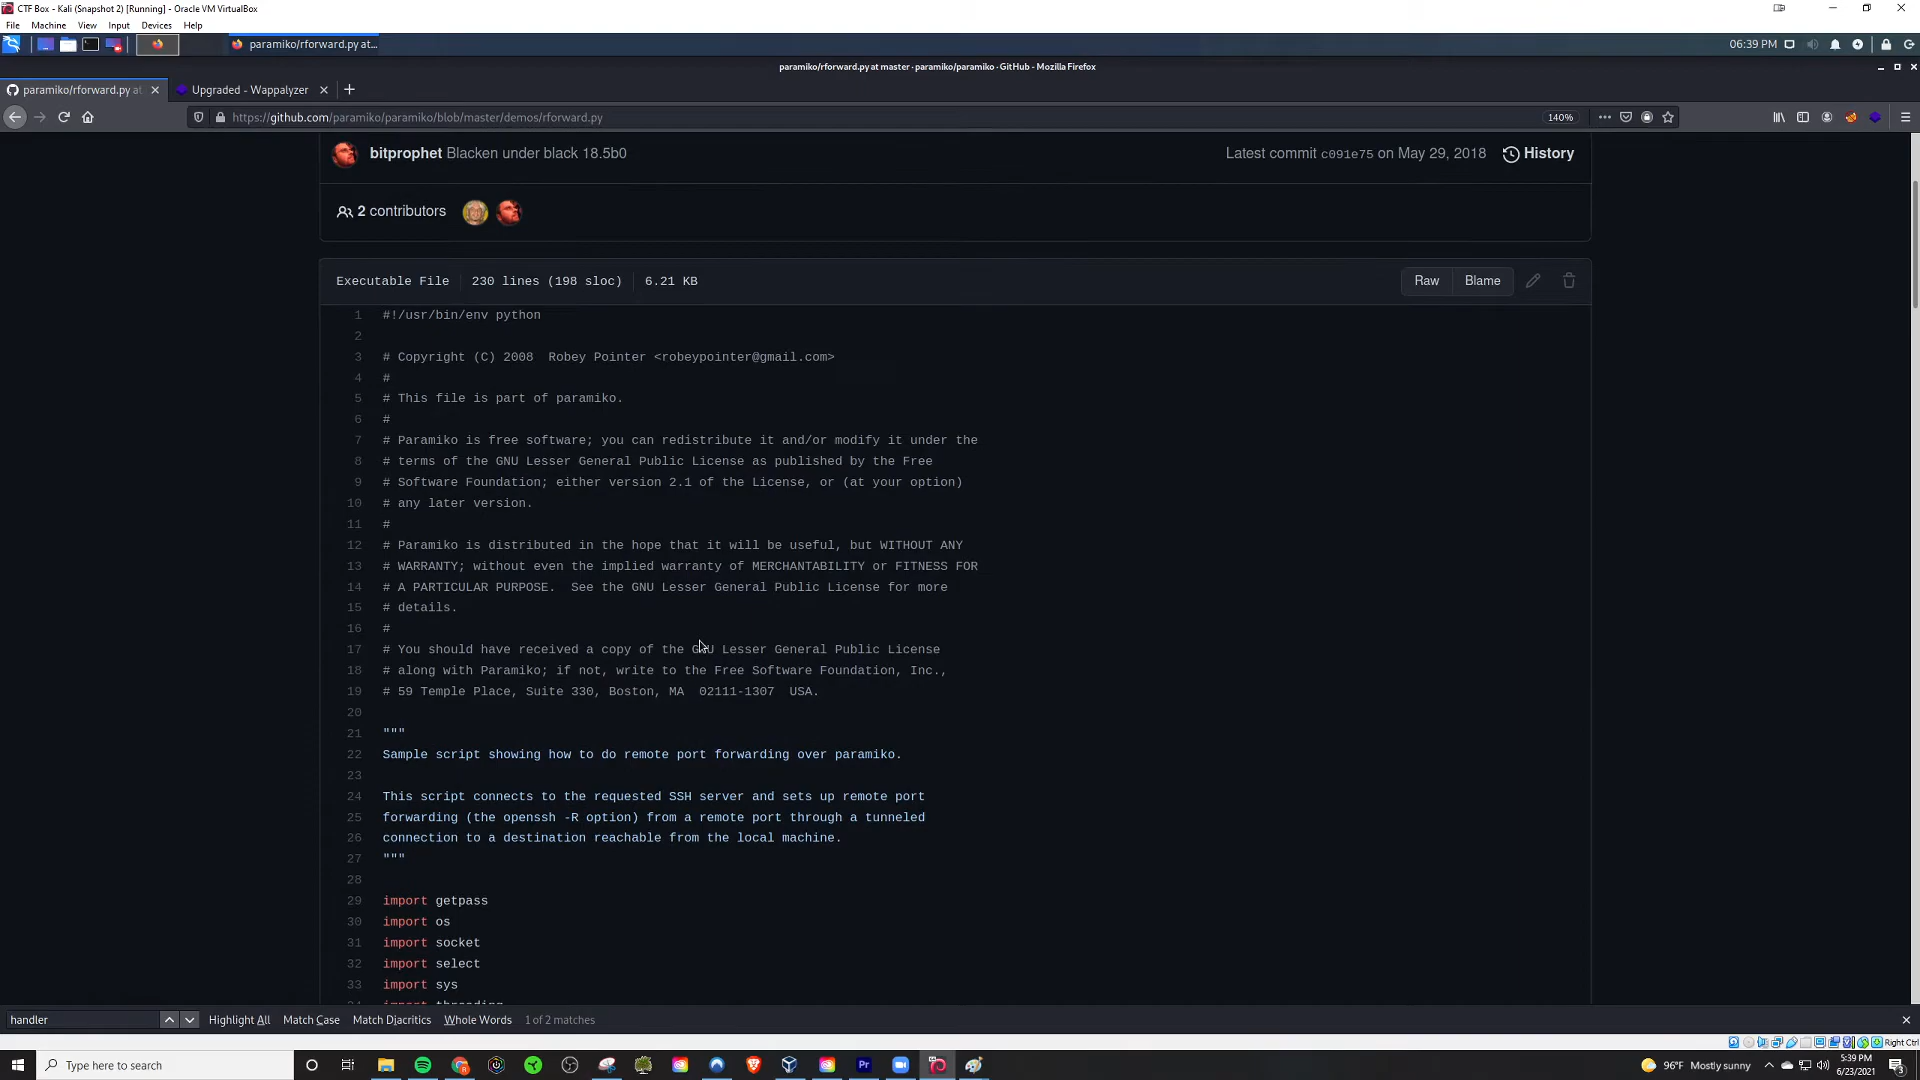 CTF Box - Kali (Snapshot 2) [Running] - Oracle VM VirtualBox
File Machine View Input Devices Help
paramiko/rforward.py at...
06:39 PM
paramiko/rforward.py at master · paramiko/paramiko · GitHub - Mozilla Firefox
paramiko/rforward.py at
Upgraded - Wappalyzer
https://github.com/paramiko/paramiko/blob/master/demos/rforward.py
140%
bitprophet Blacken under black 18.5b0
Latest commit c091e75 on May 29, 2018
History
2 contributors
Executable File
230 lines (198 sloc)
6.21 KB
Raw
Blame
1 #!/usr/bin/env python
2
3 # Copyright (C) 2008  Robey Pointer <robeypointer@gmail.com>
4 #
5 # This file is part of paramiko.
6 #
7 # Paramiko is free software; you can redistribute it and/or modify it under the
8 # terms of the GNU Lesser General Public License as published by the Free
9 # Software Foundation; either version 2.1 of the License, or (at your option)
10 # any later version.
11 #
12 # Paramiko is distributed in the hope that it will be useful, but WITHOUT ANY
13 # WARRANTY; without even the implied warranty of MERCHANTABILITY or FITNESS FOR
14 # A PARTICULAR PURPOSE.  See the GNU Lesser General Public License for more
15 # details.
16 #
17 # You should have received a copy of the GNU Lesser General Public License
18 # along with Paramiko; if not, write to the Free Software Foundation, Inc.,
19 # 59 Temple Place, Suite 330, Boston, MA  02111-1307  USA.
20
21 """
22 Sample script showing how to do remote port forwarding over paramiko.
23
24 This script connects to the requested SSH server and sets up remote port
25 forwarding (the openssh -R option) from a remote port through a tunneled
26 connection to a destination reachable from the local machine.
27 """
28
29 import getpass
30 import os
31 import socket
32 import select
33 import sys
34 import threading
handler
Highlight All
Match Case
Match Diacritics
Whole Words
1 of 2 matches
Right Ctrl
Type here to search
Pr
96°F Mostly sunny
5:39 PM
6/23/2021
3